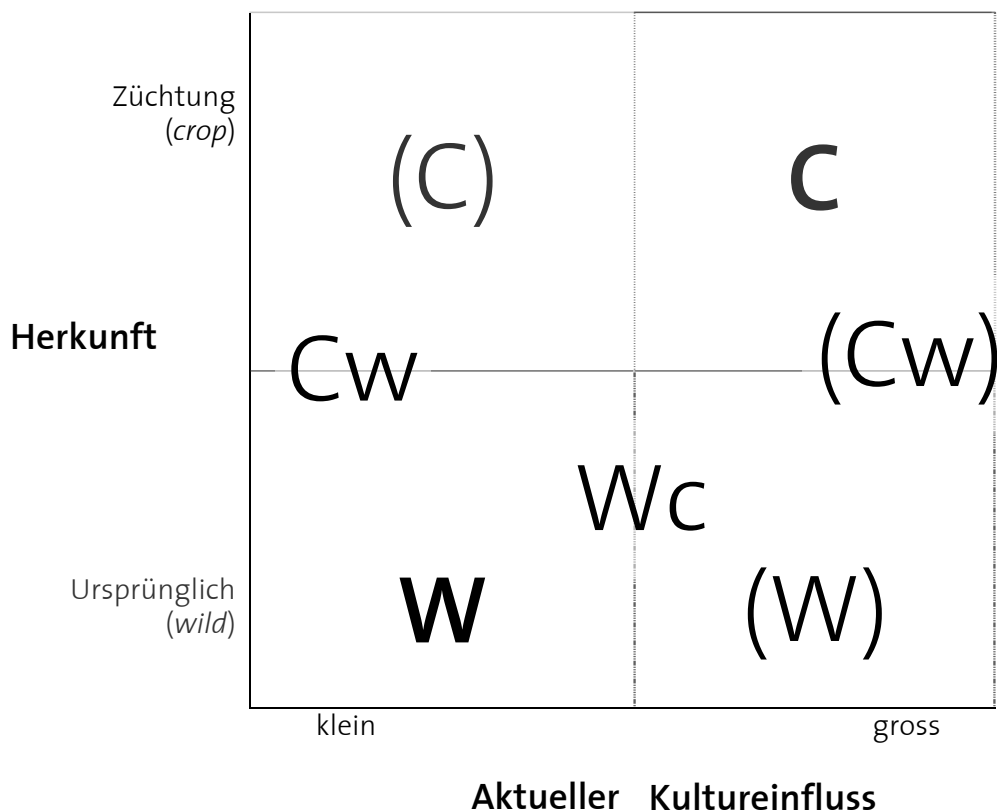 Züchtung
(crop)
(C)
C
Herkunft
Cw
(Cw)
Wc
Ursprünglich
(wild)
W
(W)
klein
gross
Aktueller Kultureinfluss